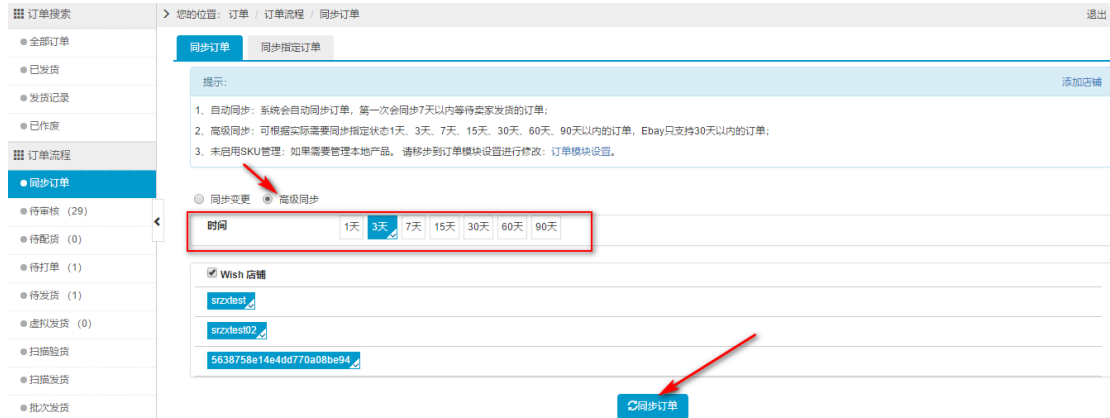 订单搜索
全部订单
已发货
发货记录
已作废
订单流程
同步订单
待审核 (29)
待配货 (0)
待打单 (1)
待发货 (1)
虚拟发货 (0)
扫描验货
扫描发货
批次发货
您的位置: 订单 / 订单流程 / 同步订单
退出
同步订单 同步指定订单
提示:
添加店铺
1、自动同步：系统会自动同步订单，第一次会同步7天以内等待卖家发货的订单；
2、高级同步：可根据实际需要同步指定状态1天、3天、7天、15天、30天、60天、90天以内的订单，Ebay只支持30天以内的订单；
3、未启用SKU管理：如果需要管理本地产品。 请移步到订单模块设置进行修改：订单模块设置。
同步变更 高级同步
时间 1天 3天 7天 15天 30天 60天 90天
Wish 店铺
srzxtest
srzxtest02
5638758e14e4dd770a08be94
同步订单